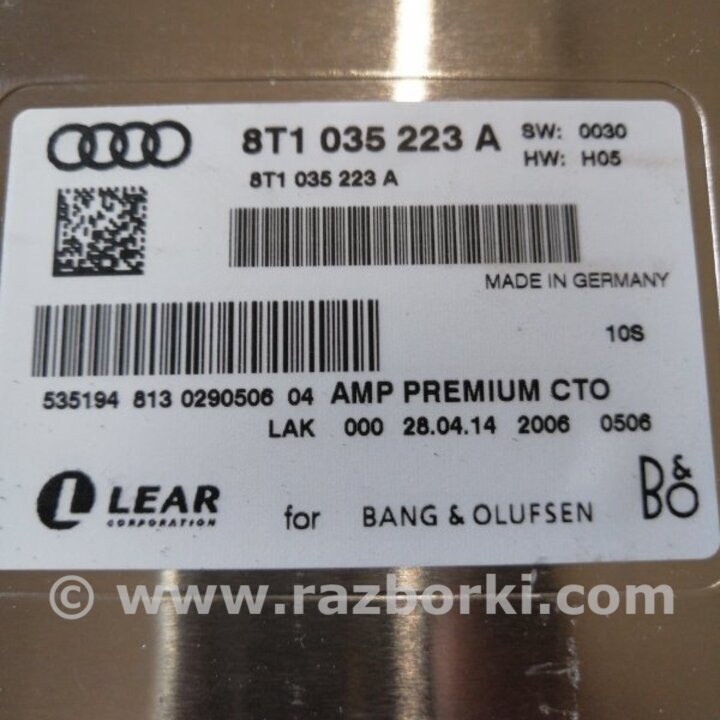 8T1 035 223 A SW: 0030
HW: H05
8T1 035 223 A
MADE IN GERMANY
10S
535194 813 0290506 04 AMP PREMIUM CTO
LAK 000 28.04.14 2006 0506
LEAR
CORPORATION
for BANG & OLUFSEN
B&O
© www.razborki.com